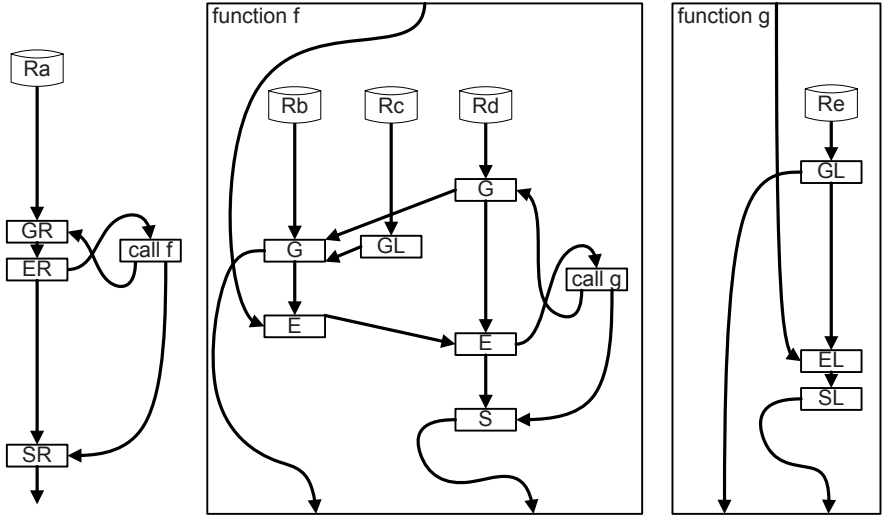 function f
function g
Ra
Rb
Rc
Rd
Re
GL
G
GR
G
GL
call f
ER
call g
E
E
EL
SL
S
SR